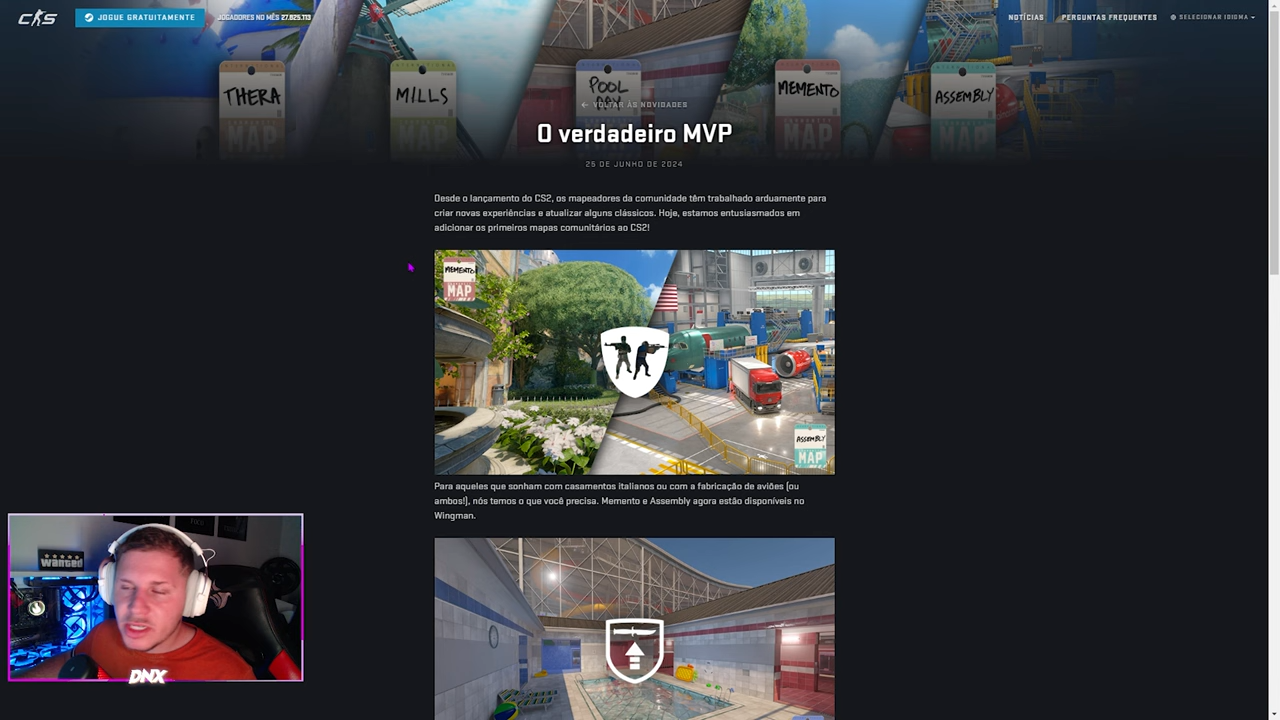 CS
JOGUE GRATUITAMENTE
JOGADORES NO MÊS 27.825.113
NOTÍCIAS
PERGUNTAS FREQUENTES
SELECIONAR IDIOMA
THERA
MAP
MILLS
MAP
POOL
MEMENTO
ASSEMBLY
MAP
VOLTAR ÀS NOVIDADES
O verdadeiro MVP
25 DE JUNHO DE 2024
Desde o lançamento do CS2, os mapeadores da comunidade têm trabalhado arduamente para
criar novas experiências e atualizar alguns clássicos. Hoje, estamos entusiasmados em
adicionar os primeiros mapas comunitários ao CS2!
MEMENTO
MAP
ASSEMBLY
MAP
Para aqueles que sonham com casamentos italianos ou com a fabricação de aviões (ou
ambos!), nós temos o que você precisa. Memento e Assembly agora estão disponíveis no
Wingman.
Wanted
DNX